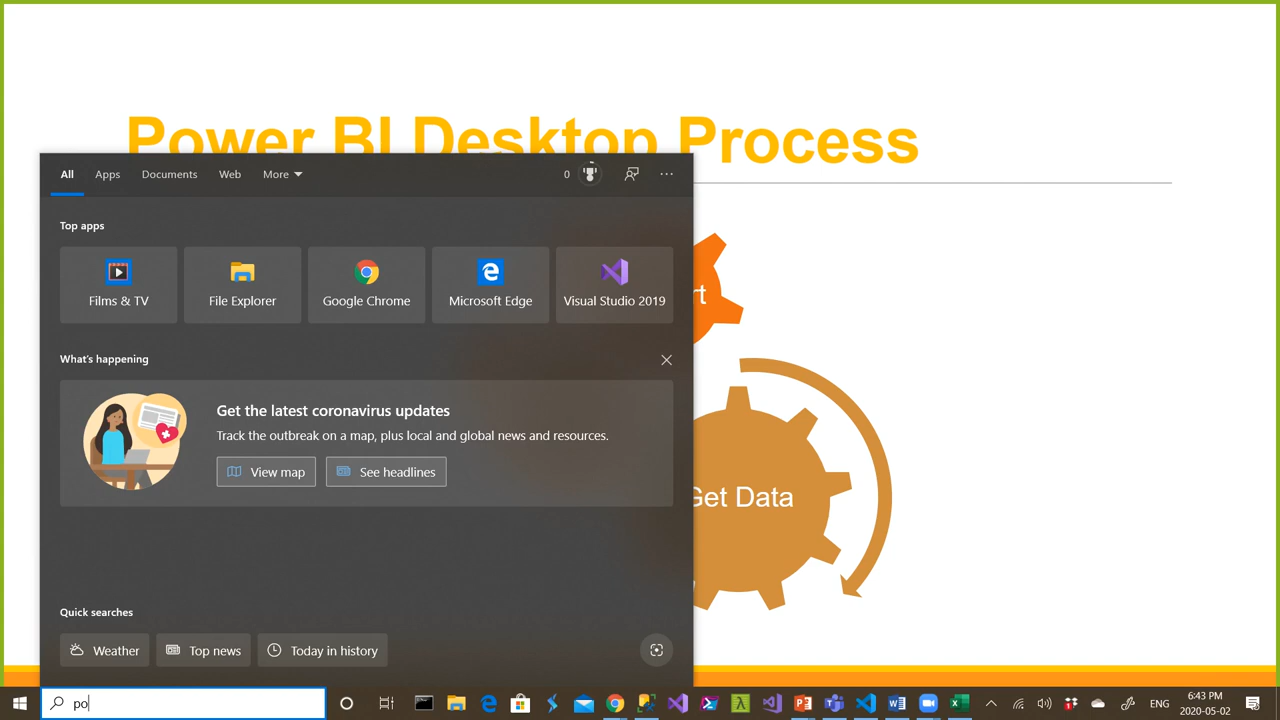 Power BI Desktop Process
All Apps Documents Web More 0
Top apps
Films & TV File Explorer Google Chrome Microsoft Edge Visual Studio 2019
What's happening
Get the latest coronavirus updates
Track the outbreak on a map, plus local and global news and resources.
View map See headlines
Get Data
Quick searches
Weather Top news Today in history
po
ENG
6:43 PM
2020-05-02